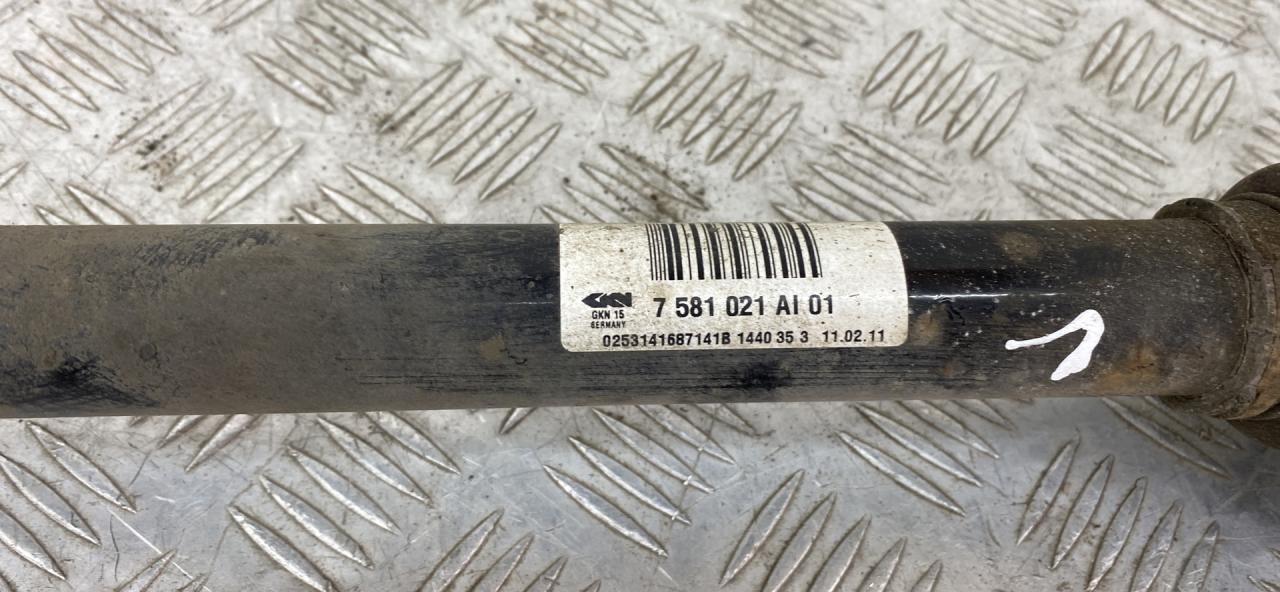 GKN
7 581 021 AI 01
GKN 15
GERMANY
0253141687141B 1440 35 3 11.02.11